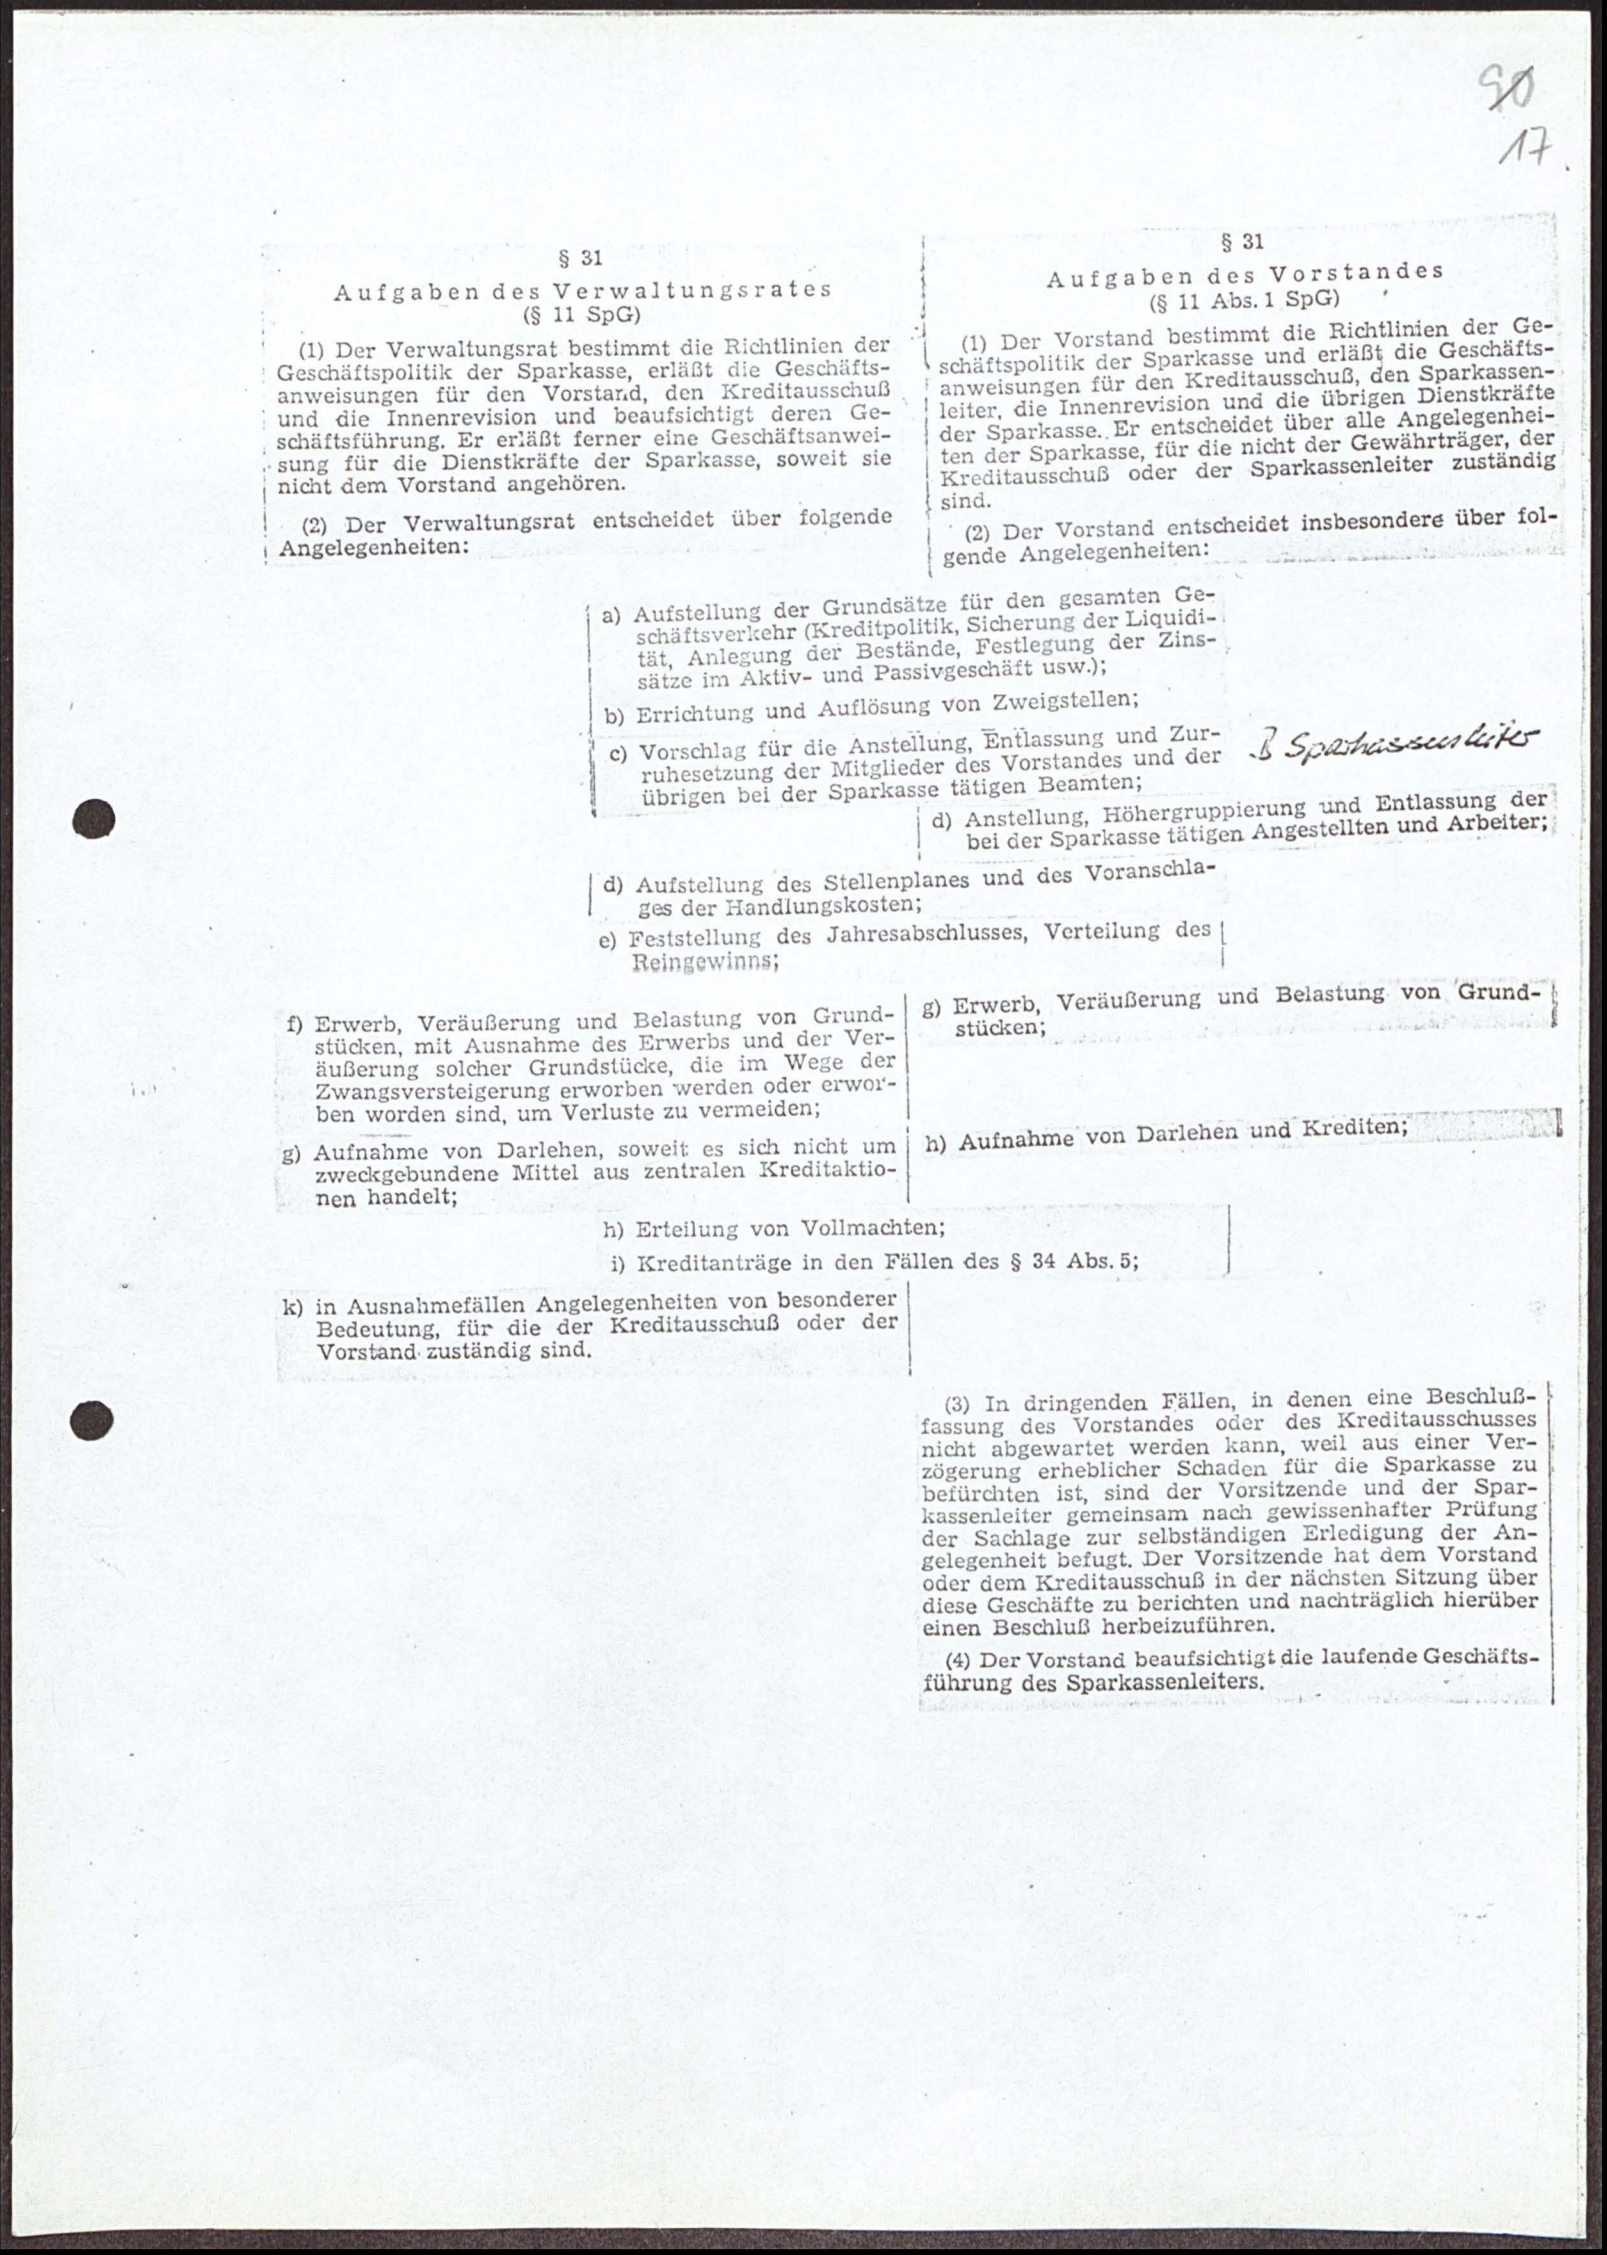 90
17
§ 31
Aufgaben des Verwaltungsrates
(§ 11 SpG)
(1) Der Verwaltungsrat bestimmt die Richtlinien der
Geschäftspolitik der Sparkasse, erläßt die Geschäfts-
anweisungen für den Vorstand, den Kreditausschuß
und die Innenrevision und beaufsichtigt deren Ge-
schäftsführung. Er erläßt ferner eine Geschäftsanwei-
sung für die Dienstkräfte der Sparkasse, soweit sie
nicht dem Vorstand angehören.
(2) Der Verwaltungsrat entscheidet über folgende
Angelegenheiten:
§ 31
Aufgaben des Vorstandes
(§ 11 Abs. 1 SpG)
(1) Der Vorstand bestimmt die Richtlinien der Ge-
schäftspolitik der Sparkasse und erläßt die Geschäfts-
anweisungen für den Kreditausschuß, den Sparkassen-
leiter, die Innenrevision und die übrigen Dienstkräfte
der Sparkasse. Er entscheidet über alle Angelegenhei-
ten der Sparkasse, für die nicht der Gewährträger, der
Kreditausschuß oder der Sparkassenleiter zuständig
sind.
(2) Der Vorstand entscheidet insbesondere über fol-
gende Angelegenheiten:
a) Aufstellung der Grundsätze für den gesamten Ge-
schäftsverkehr (Kreditpolitik, Sicherung der Liquidi-
tät, Anlegung der Bestände, Festlegung der Zins-
sätze im Aktiv- und Passivgeschäft usw.);
b) Errichtung und Auflösung von Zweigstellen;
c) Vorschlag für die Anstellung, Entlassung und Zur-
ruhesetzung der Mitglieder des Vorstandes und der
übrigen bei der Sparkasse tätigen Beamten;
Sparkassenleiter
d) Anstellung, Höhergruppierung und Entlassung der
bei der Sparkasse tätigen Angestellten und Arbeiter;
d) Aufstellung des Stellenplanes und des Voranschla-
ges der Handlungskosten;
e) Feststellung des Jahresabschlusses, Verteilung des
Reingewinns;
f) Erwerb, Veräußerung und Belastung von Grund-
stücken, mit Ausnahme des Erwerbs und der Ver-
äußerung solcher Grundstücke, die im Wege der
Zwangsversteigerung erworben werden oder erwor-
ben worden sind, um Verluste zu vermeiden;
g) Erwerb, Veräußerung und Belastung von Grund-
stücken;
g) Aufnahme von Darlehen, soweit es sich nicht um
zweckgebundene Mittel aus zentralen Kreditaktio-
nen handelt;
h) Aufnahme von Darlehen und Krediten;
h) Erteilung von Vollmachten;
i) Kreditanträge in den Fällen des § 34 Abs. 5;
k) in Ausnahmefällen Angelegenheiten von besonderer
Bedeutung, für die der Kreditausschuß oder der
Vorstand zuständig sind.
(3) In dringenden Fällen, in denen eine Beschluß-
fassung des Vorstandes oder des Kreditausschusses
nicht abgewartet werden kann, weil aus einer Ver-
zögerung erheblicher Schaden für die Sparkasse zu
befürchten ist, sind der Vorsitzende und der Spar-
kassenleiter gemeinsam nach gewissenhafter Prüfung
der Sachlage zur selbständigen Erledigung der An-
gelegenheit befugt. Der Vorsitzende hat dem Vorstand
oder dem Kreditausschuß in der nächsten Sitzung über
diese Geschäfte zu berichten und nachträglich hierüber
einen Beschluß herbeizuführen.
(4) Der Vorstand beaufsichtigt die laufende Geschäfts-
führung des Sparkassenleiters.